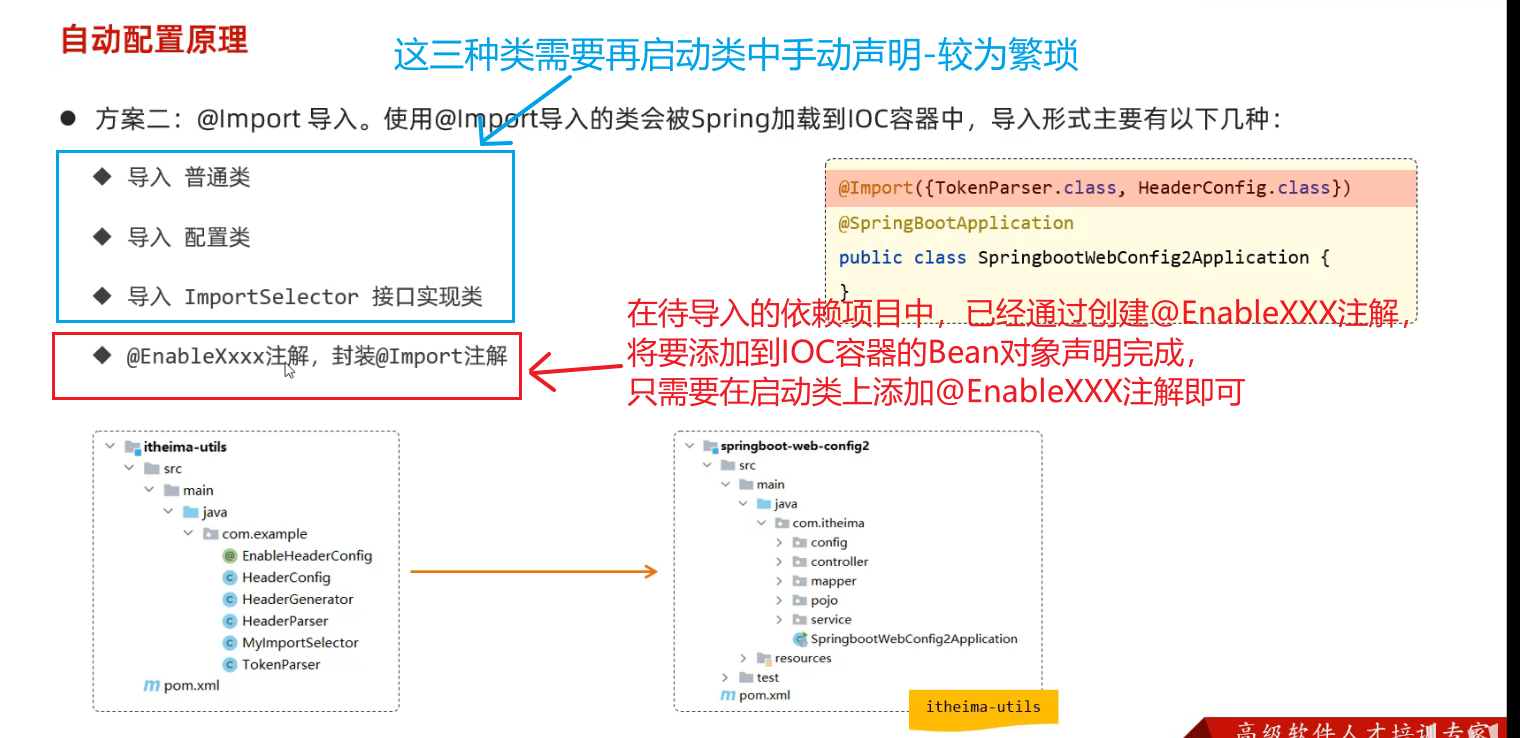 自动配置原理
这三种类需要再启动类中手动声明-较为繁琐
● 方案二：@Import 导入。使用@Import导入的类会被Spring加载到IOC容器中，导入形式主要有以下几种：
◆ 导入 普通类
◆ 导入 配置类
◆ 导入 ImportSelector 接口实现类
◆ @EnableXxxx注解，封装@Import注解
@Import({TokenParser.class, HeaderConfig.class})
@SpringBootApplication
public class SpringbootWebConfig2Application {
}
在待导入的依赖项目中，已经通过创建@EnableXXX注解，
将要添加到IOC容器的Bean对象声明完成，
只需要在启动类上添加@EnableXXX注解即可
itheima-utils
src
main
java
com.example
EnableHeaderConfig
HeaderConfig
HeaderGenerator
HeaderParser
MyImportSelector
TokenParser
pom.xml
springboot-web-config2
src
main
java
com.itheima
config
controller
mapper
pojo
service
SpringbootWebConfig2Application
resources
test
pom.xml
itheima-utils
高级软件人才培训专家